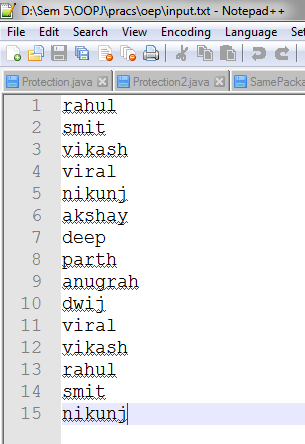 D:\Sem 5\OOPJ\pracs\oep\input.txt - Notepad++
File Edit Search View Encoding Language Se
Protection.java Protection2.java SamePacka
1 rahul
2 smit
3 vikash
4 viral
5 nikunj
6 akshay
7 deep
8 parth
9 anugrah
10 dwij
11 viral
12 vikash
13 rahul
14 smit
15 nikunj